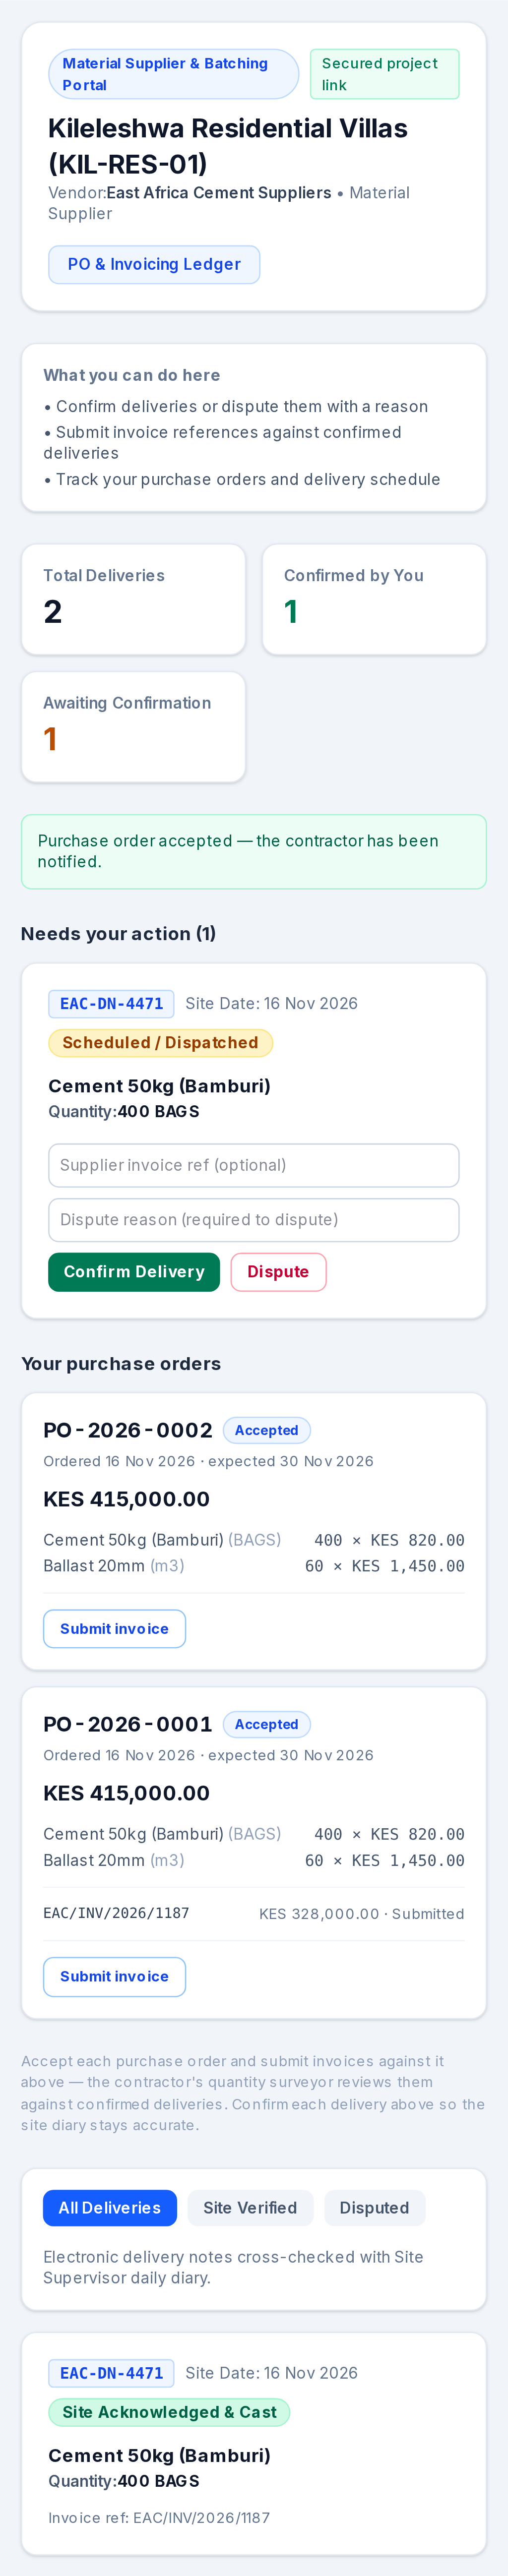 Material Supplier & Batching
Portal
Secured project
link
Kileleshwa Residential Villas
(KIL-RES-01)
Vendor:East Africa Cement Suppliers • Material
Supplier
PO & Invoicing Ledger
What you can do here
• Confirm deliveries or dispute them with a reason
• Submit invoice references against confirmed
deliveries
• Track your purchase orders and delivery schedule
Total Deliveries
2
Confirmed by You
1
Awaiting Confirmation
1
Purchase order accepted — the contractor has been
notified.
Needs your action (1)
EAC-DN-4471 Site Date: 16 Nov 2026
Scheduled / Dispatched
Cement 50kg (Bamburi)
Quantity:400 BAGS
Supplier invoice ref (optional)
Dispute reason (required to dispute)
Confirm Delivery Dispute
Your purchase orders
PO-2026-0002 Accepted
Ordered 16 Nov 2026 · expected 30 Nov 2026
KES 415,000.00
Cement 50kg (Bamburi) (BAGS) 400 × KES 820.00
Ballast 20mm (m3) 60 × KES 1,450.00
Submit invoice
PO-2026-0001 Accepted
Ordered 16 Nov 2026 · expected 30 Nov 2026
KES 415,000.00
Cement 50kg (Bamburi) (BAGS) 400 × KES 820.00
Ballast 20mm (m3) 60 × KES 1,450.00
EAC/INV/2026/1187 KES 328,000.00 · Submitted
Submit invoice
Accept each purchase order and submit invoices against it
above — the contractor's quantity surveyor reviews them
against confirmed deliveries. Confirm each delivery above so the
site diary stays accurate.
All Deliveries Site Verified Disputed
Electronic delivery notes cross-checked with Site
Supervisor daily diary.
EAC-DN-4471 Site Date: 16 Nov 2026
Site Acknowledged & Cast
Cement 50kg (Bamburi)
Quantity:400 BAGS
Invoice ref: EAC/INV/2026/1187